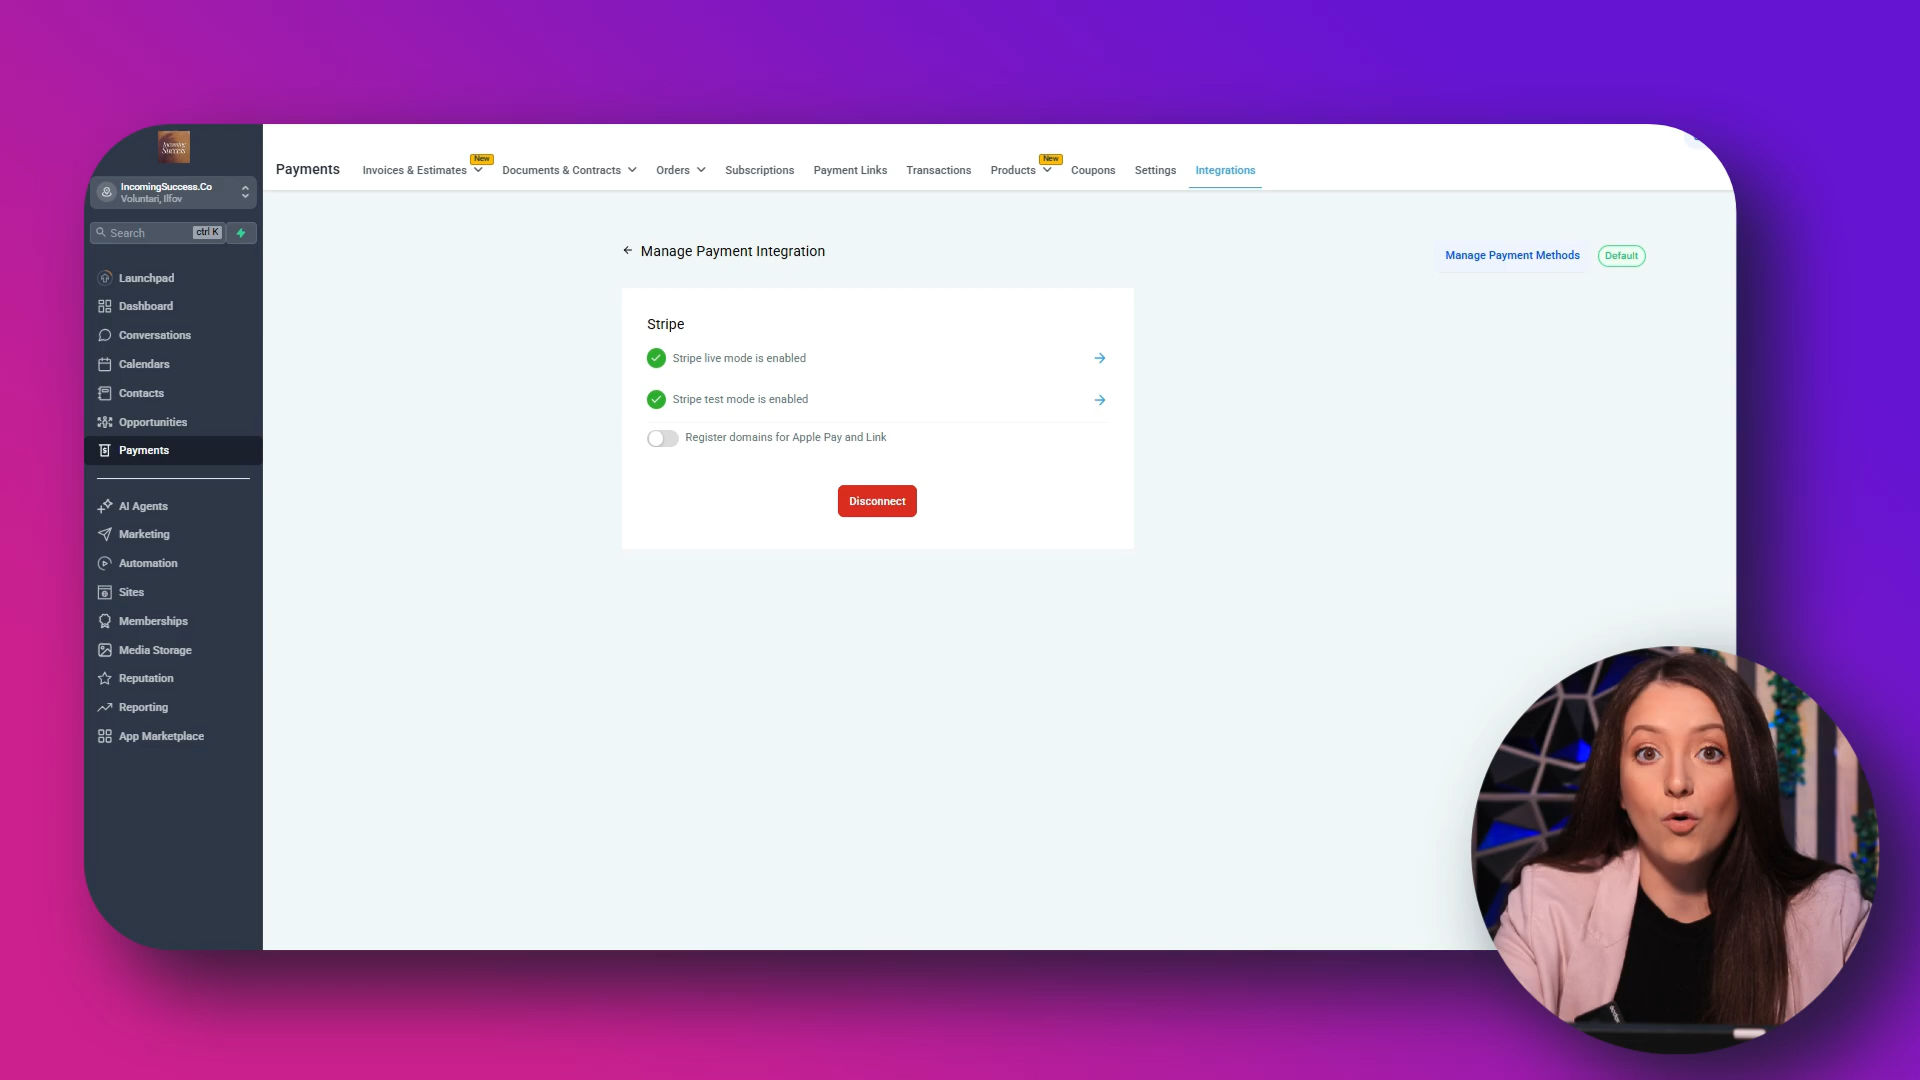 Incoming
Success
IncomingSuccess.Co
Voluntari, Ilfov
Search
ctrl K
Launchpad
Dashboard
Conversations
Calendars
Contacts
Opportunities
Payments
AI Agents
Marketing
Automation
Sites
Memberships
Media Storage
Reputation
Reporting
App Marketplace
Payments
Invoices & Estimates
New
Documents & Contracts
Orders
Subscriptions
Payment Links
Transactions
Products
New
Coupons
Settings
Integrations
Manage Payment Integration
Manage Payment Methods
Default
Stripe
Stripe live mode is enabled
Stripe test mode is enabled
Register domains for Apple Pay and Link
Disconnect